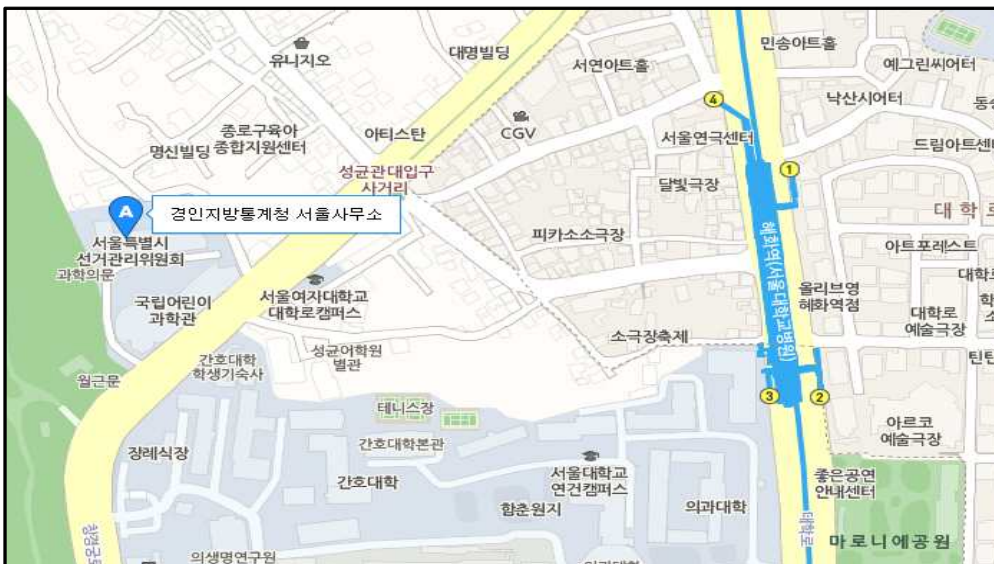 민송아트홀
대명빌딩
유니지오
서연아트홀
예그린씨어터
낙산시어터
4
CGV
종로구육아
종합지원센터
아티스탄
서울연극센터
드림아트센
명신빌딩
성균관대입구
사거리
1
달빛극장
A
경인지방통계청 서울사무소
대학로
피카소소극장
서울특별시
선거관리위원회
과학의문
아트포레스트
혜화역(서울대학교병원)
국립어린이
과학관
서울여자대학교
대학로캠퍼스
올리브영
혜화역점
대학로
예술극장
소극장축제
성균어학원
별관
간호대학
학생기숙사
월근문
틴틴
3
2
테니스장
아르코
예술극장
간호대학본관
장례식장
서울대학교
연건캠퍼스
좋은공연
안내센터
간호대학
함춘원지
의과대학
대학로
창경궁로
마로니에공원
의생명연구원